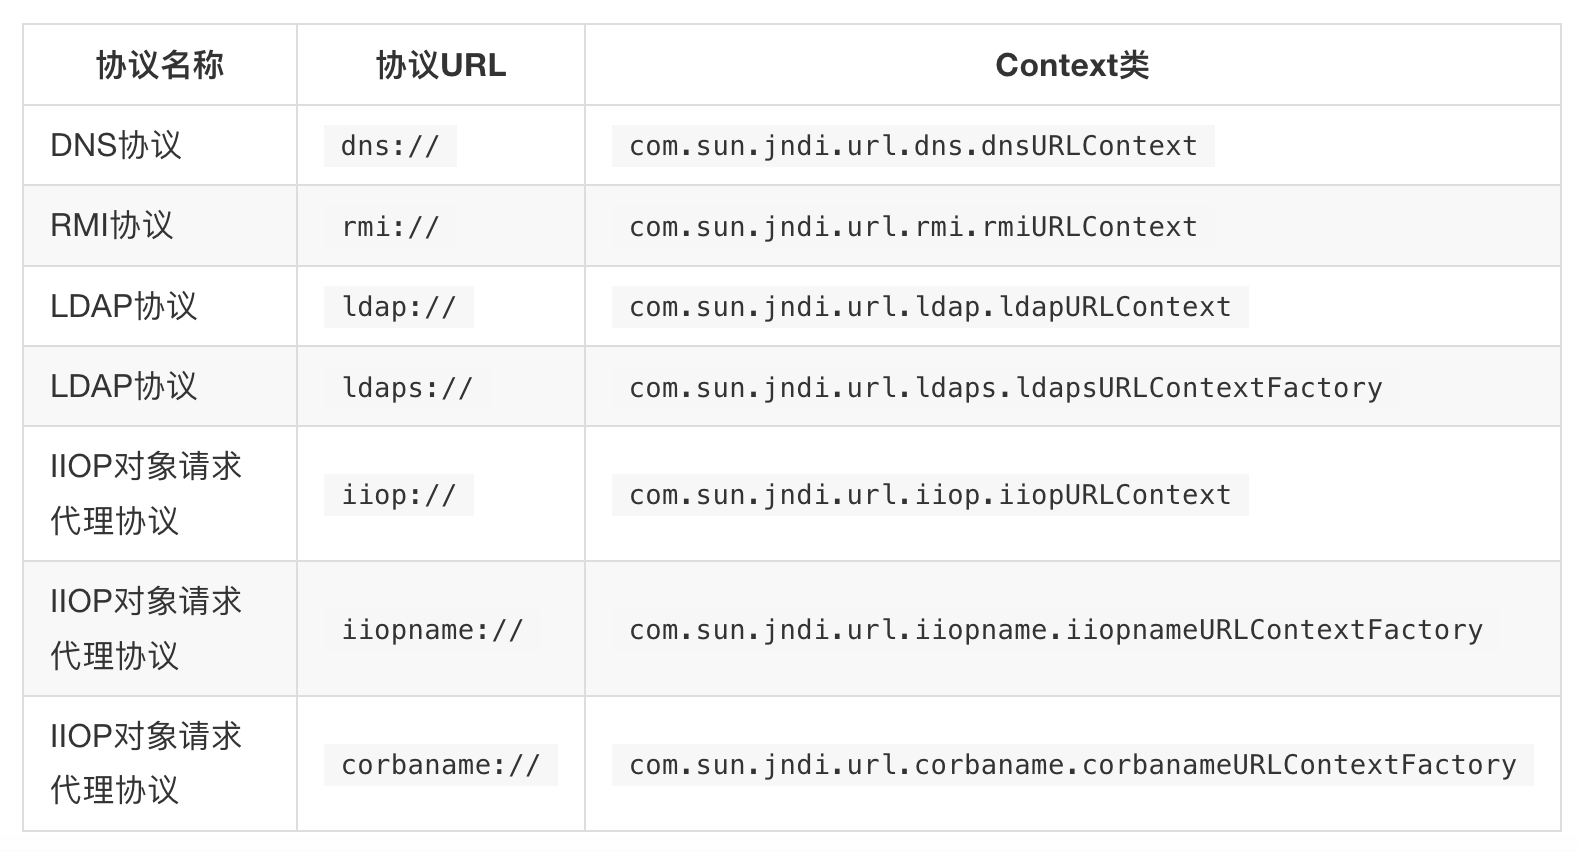 协议名称 协议URL Context类
DNS协议 dns:// com.sun.jndi.url.dns.dnsURLContext
RMI协议 rmi:// com.sun.jndi.url.rmi.rmiURLContext
LDAP协议 ldap:// com.sun.jndi.url.ldap.ldapURLContext
LDAP协议 ldaps:// com.sun.jndi.url.ldaps.ldapsURLContextFactory
IIOP对象请求
代理协议 iiop:// com.sun.jndi.url.iiop.iiopURLContext
IIOP对象请求
代理协议 iiopname:// com.sun.jndi.url.iiopname.iiopnameURLContextFactory
IIOP对象请求
代理协议 corbaname:// com.sun.jndi.url.corbaname.corbanameURLContextFactory